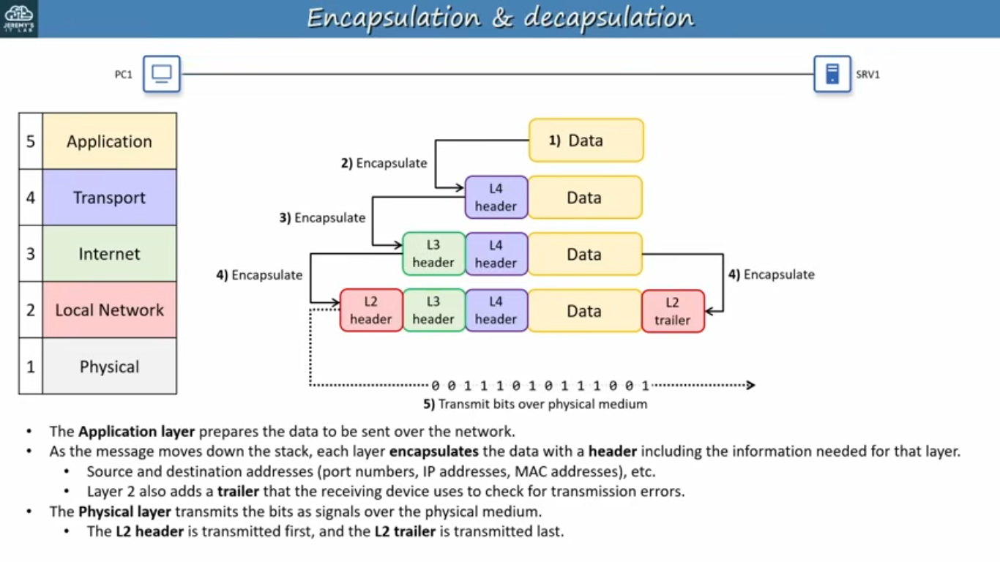 Encapsulation & decapsulation
JEREMY'S
IT LAB
PC1
SRV1
5 Application
4 Transport
3 Internet
2 Local Network
1 Physical
1) Data
2) Encapsulate
L4 header
Data
3) Encapsulate
L3 header
L4 header
Data
4) Encapsulate
4) Encapsulate
L2 header
L3 header
L4 header
Data
L2 trailer
0 0 1 1 1 0 1 0 1 1 1 0 0 1
5) Transmit bits over physical medium
• The Application layer prepares the data to be sent over the network.
• As the message moves down the stack, each layer encapsulates the data with a header including the information needed for that layer.
• Source and destination addresses (port numbers, IP addresses, MAC addresses), etc.
• Layer 2 also adds a trailer that the receiving device uses to check for transmission errors.
• The Physical layer transmits the bits as signals over the physical medium.
• The L2 header is transmitted first, and the L2 trailer is transmitted last.